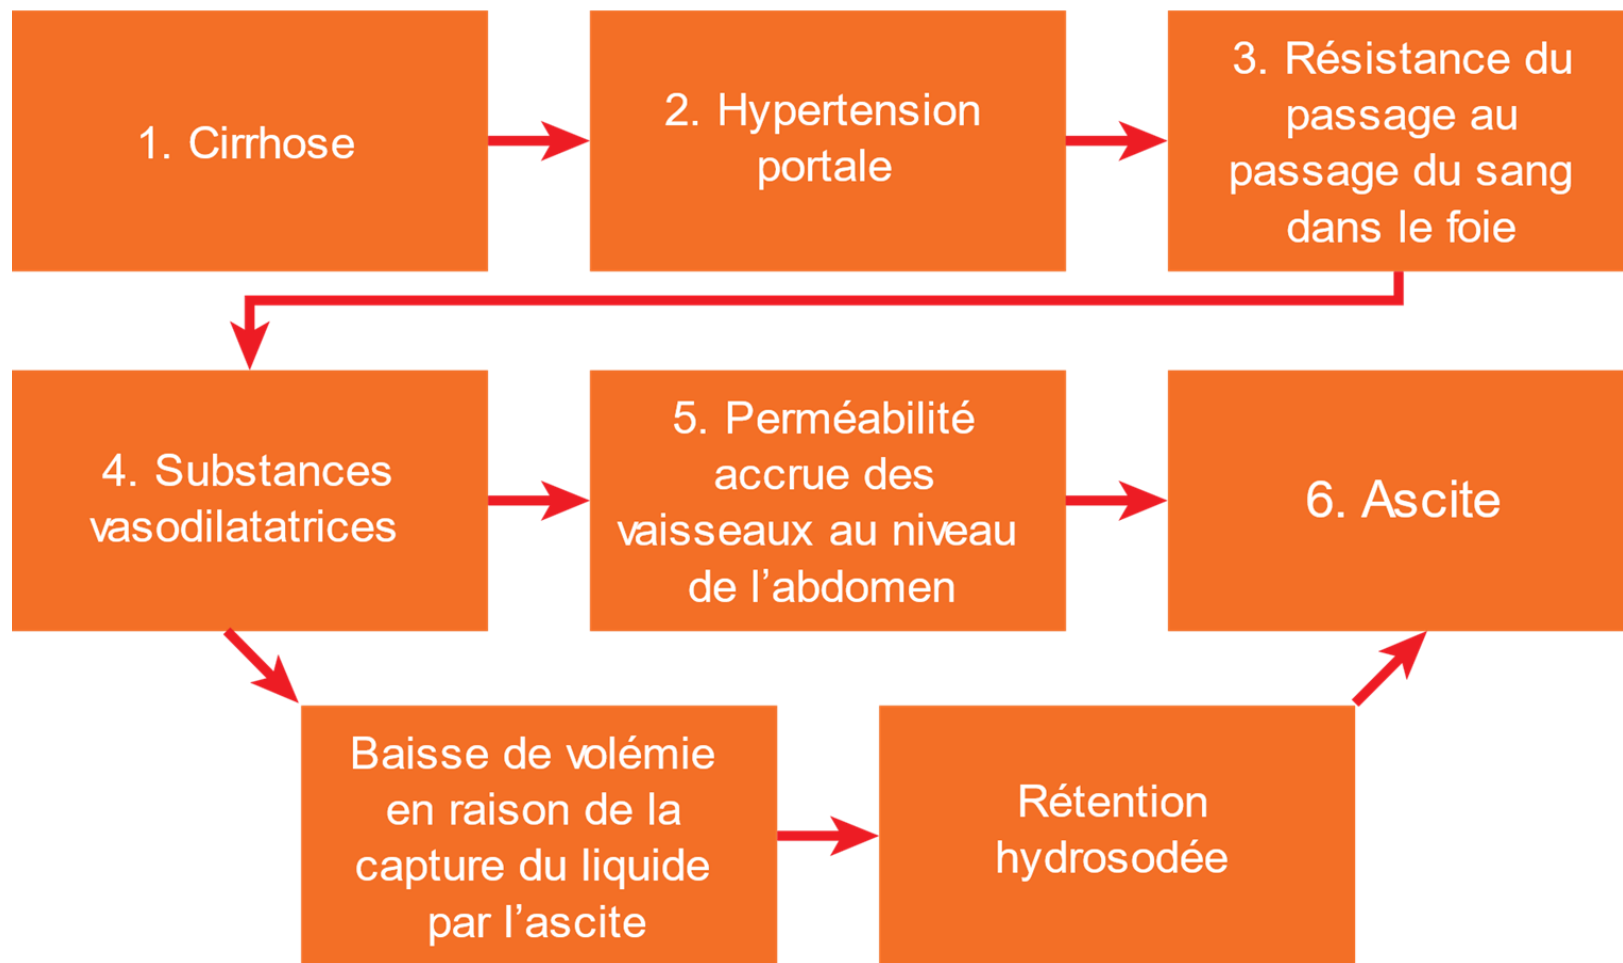 1. Cirrhose
2. Hypertension
portale
3. Résistance du
passage au
passage du sang
dans le foie
4. Substances
vasodilatatrices
5. Perméabilité
accrue des
vaisseaux au niveau
de l’abdomen
6. Ascite
Baisse de volémie
en raison de la
capture du liquide
par l’ascite
Rétention
hydrosodée